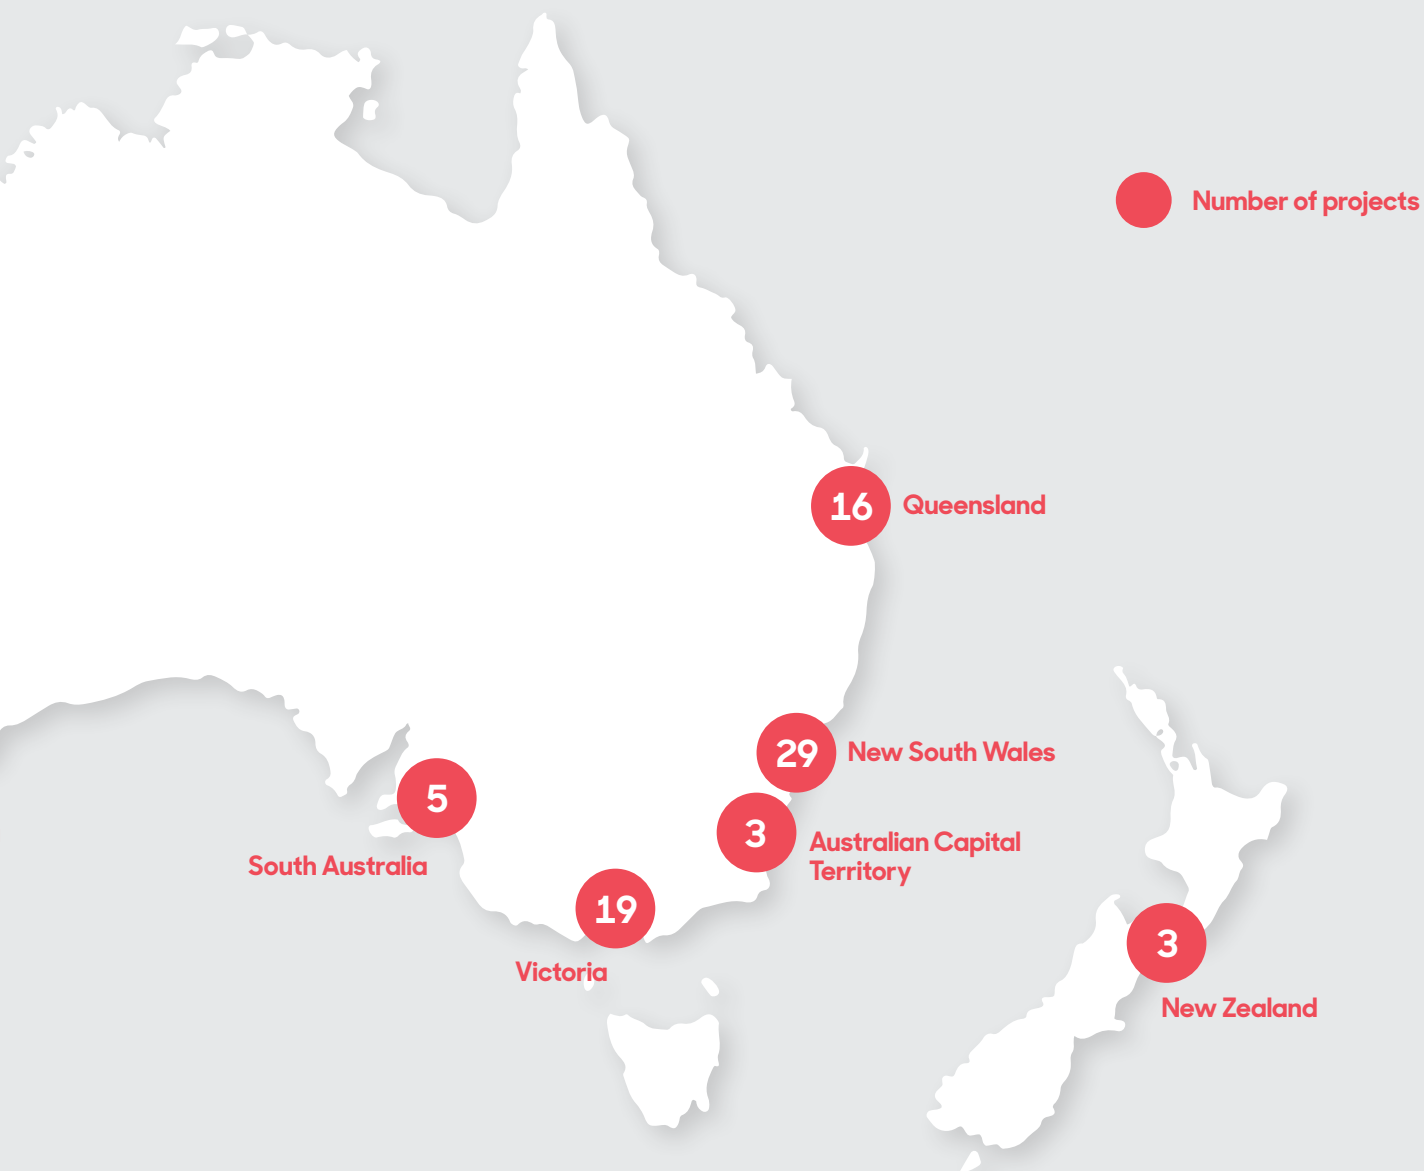 Number of projects
16
Queensland
29
New South Wales
5
3
Australian Capital
Territory
South Australia
19
Victoria
3
New Zealand